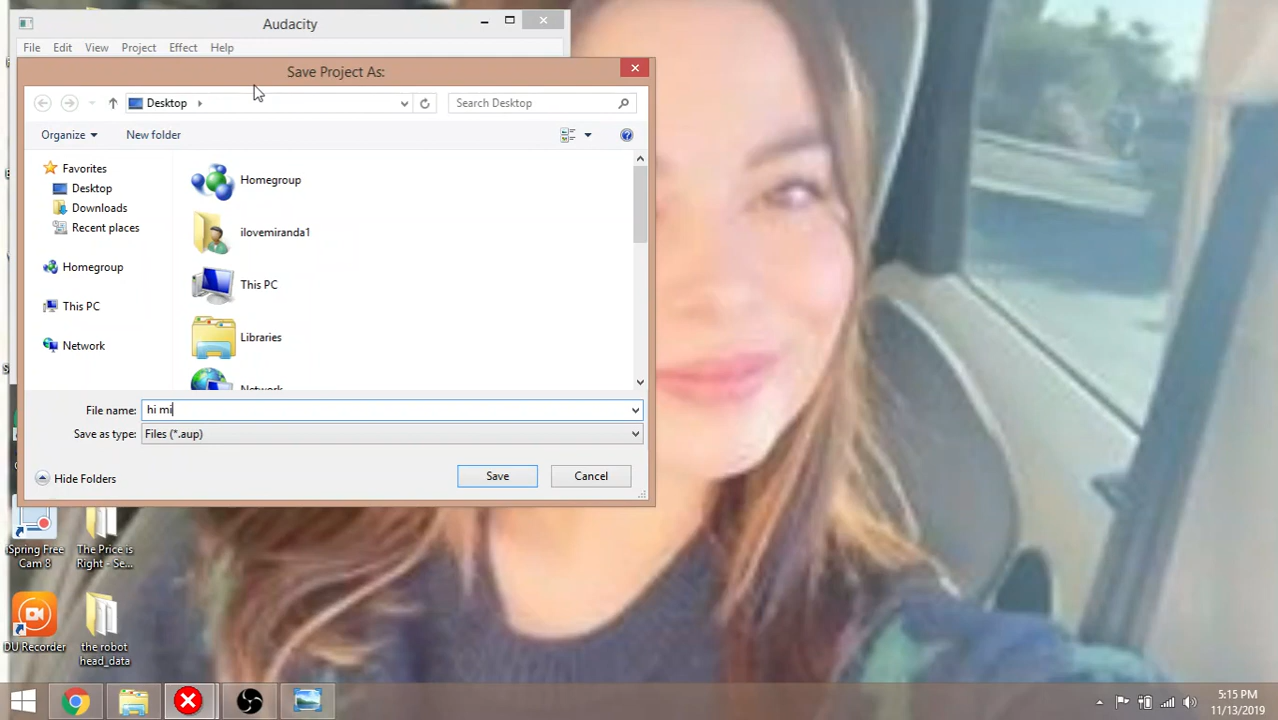 Audacity
File Edit View Project Effect Help
Save Project As:
Desktop
Search Desktop
Organize New folder
Favorites
Desktop
Downloads
Recent places
Homegroup
This PC
Network
Homegroup
ilovemiranda1
This PC
Libraries
Network
File name: hi mi
Save as type: Files (*.aup)
Hide Folders
Save Cancel
iSpring Free
Cam 8
The Price is
Right - Se...
DU Recorder
the robot
head_data
5:15 PM
11/13/2019